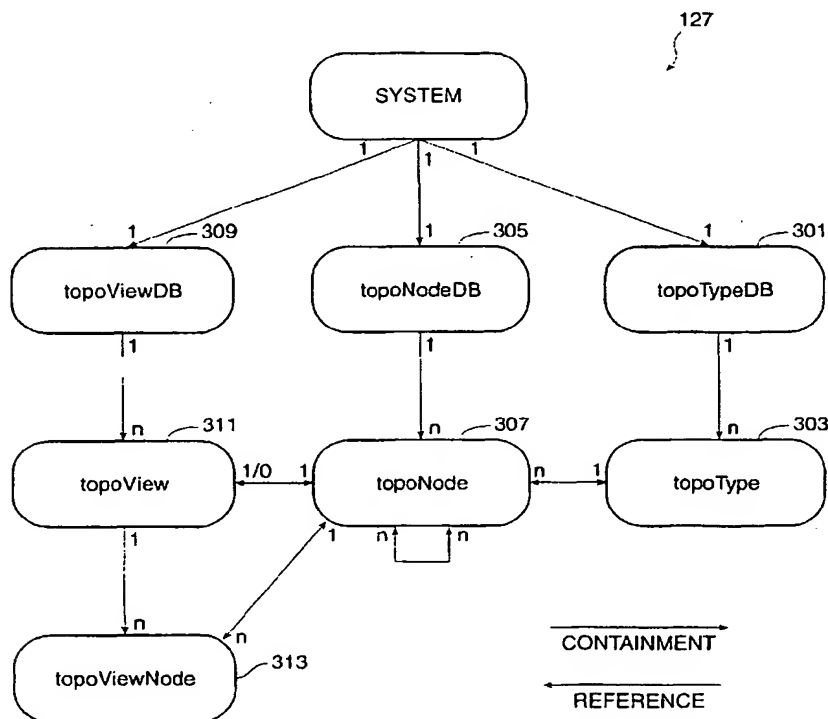 127
SYSTEM
1 1 1
1 309 1 305 1 301
topoViewDB topoNodeDB topoTypeDB
1 1 1
n 311 n 307 n 303
topoView 1/0 1 topoNode n 1 topoType
1 1 n n
n n
topoViewNode 313
CONTAINMENT
REFERENCE